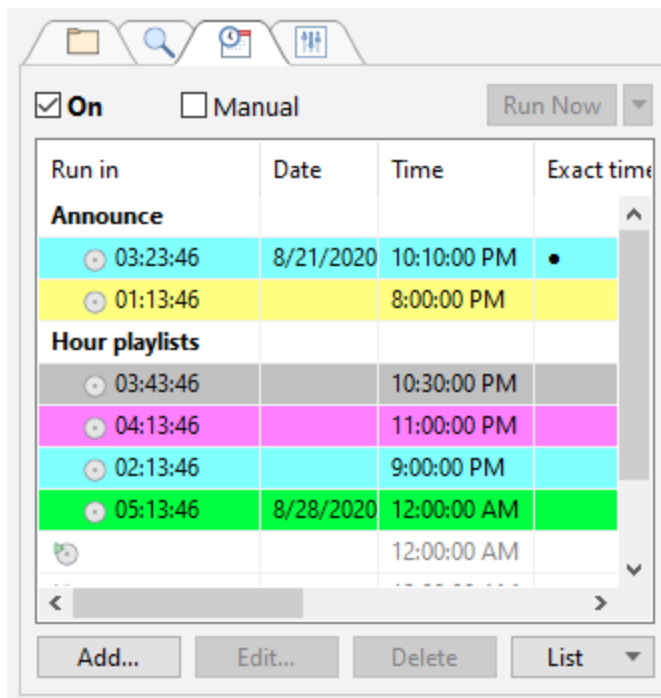 On Manual Run Now
Run in Date Time Exact time
Announce
03:23:46 8/21/2020 10:10:00 PM ●
01:13:46 8:00:00 PM
Hour playlists
03:43:46 10:30:00 PM
04:13:46 11:00:00 PM
02:13:46 9:00:00 PM
05:13:46 8/28/2020 12:00:00 AM
12:00:00 AM
Add... Edit... Delete List